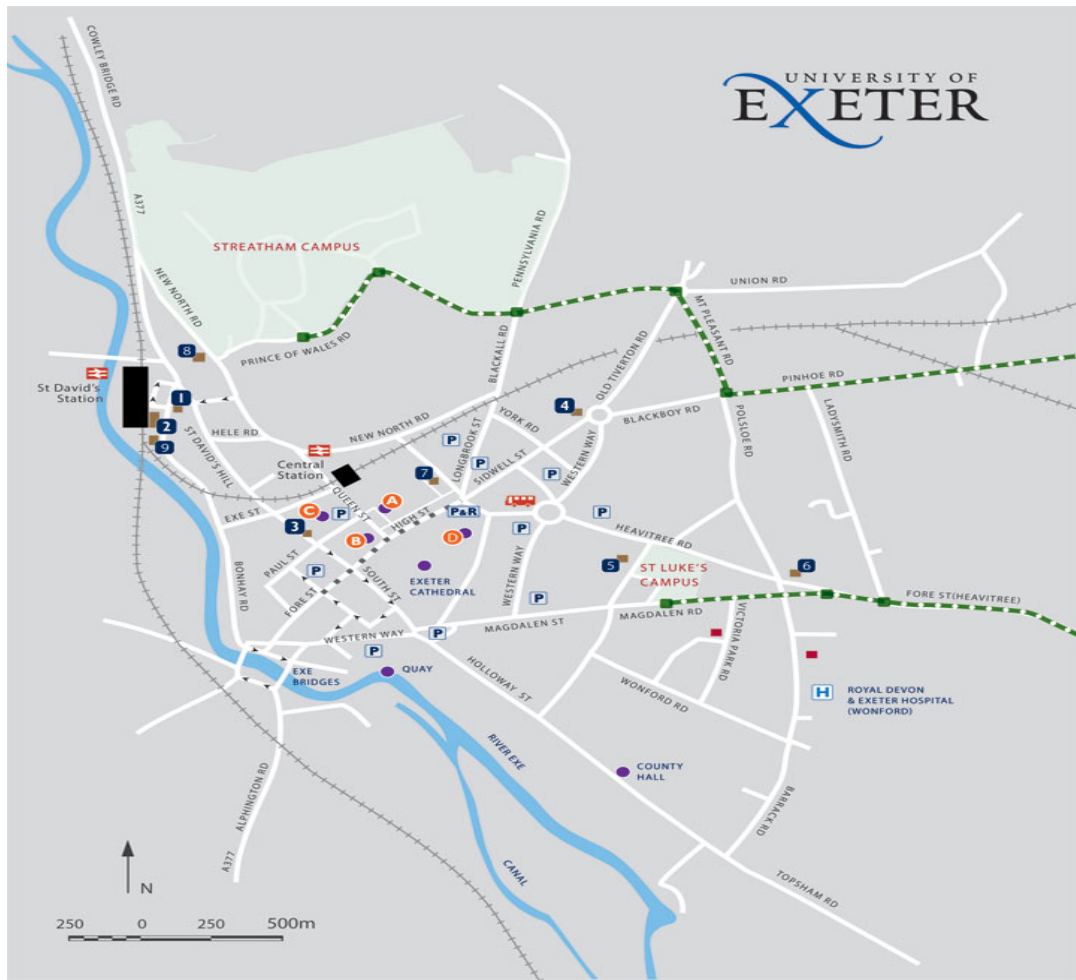 UNIVERSITY OF
EXETER
COWLEY BRIDGE RD
A377
STREATHAM CAMPUS
PENNSYLVANIA RD
NEW NORTH RD
UNION RD
MT PLEASANT RD
8
PRINCE OF WALES RD
BLACKALL RD
OLD TIVERTON RD
PINHOE RD
St David's
Station
1
2
9
4
BLACKBOY RD
POLSLOE RD
LADYSMITH RD
HELE RD
NEW NORTH RD
YORK RD
LONGBROOK ST
SIDWELL ST
WESTERN WAY
ST DAVID'S HILL
Central
Station
P
P
P
7
QUEEN ST
A
C
P
HIGH ST
P&R
P
P
EXE ST
3
B
D
HEAVITREE RD
PAUL ST
P
SOUTH ST
EXETER
CATHEDRAL
WESTERN WAY
5
ST LUKE'S
CAMPUS
6
BONHAY RD
FORE ST
P
MAGDALEN RD
FORE ST(HEAVITREE)
WESTERN WAY
P
MAGDALEN ST
VICTORIA PARK RD
P
EXE
BRIDGES
QUAY
HOLLOWAY ST
WONFORD RD
H
ROYAL DEVON
& EXETER HOSPITAL
(WONFORD)
RIVER EXE
COUNTY
HALL
ALPHINGTON RD
BARRACK RD
A377
CANAL
TOPSHAM RD
N
250 0 250 500m